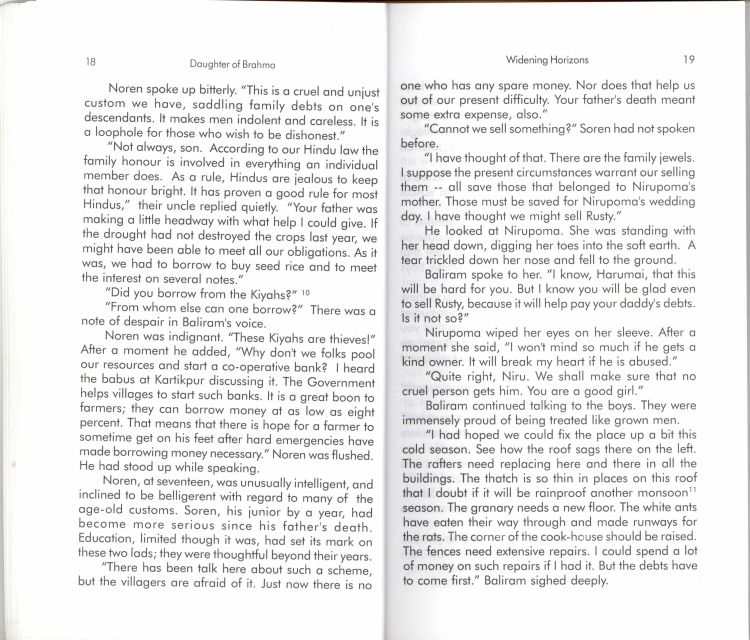 18
Daughter of Brahma
Noren spoke up bitterly. "This is a cruel and unjust
custom we have, saddling family debts on one's
descendants. It makes men indolent and careless. It is
a loophole for those who wish to be dishonest."
"Not always, son. According to our Hindu law the
family honour is involved in everything an individual
member does. As a rule, Hindus are jealous to keep
that honour bright. It has proven a good rule for most
Hindus," their uncle replied quietly. "Your father was
making a little headway with what help I could give. If
the drought had not destroyed the crops last year, we
might have been able to meet all our obligations. As it
was, we had to borrow to buy seed rice and to meet
the interest on several notes."
"Did you borrow from the Kiyahs?" 10
"From whom else can one borrow?" There was a
note of despair in Baliram's voice.
Noren was indignant. "These Kiyahs are thieves!"
After a moment he added, "Why don't we folks pool
our resources and start a co-operative bank? I heard
the babus at Kartikpur discussing it. The Government
helps villages to start such banks. It is a great boon to
farmers; they can borrow money at as low as eight
percent. That means that there is hope for a farmer to
sometime get on his feet after hard emergencies have
made borrowing money necessary." Noren was flushed.
He had stood up while speaking.
Noren, at seventeen, was unusually intelligent, and
inclined to be belligerent with regard to many of the
age-old customs. Soren, his junior by a year, had
become more serious since his father's death.
Education, limited though it was, had set its mark on
these two lads; they were thoughtful beyond their years.
"There has been talk here about such a scheme,
but the villagers are afraid of it. Just now there is no
Widening Horizons
19
one who has any spare money. Nor does that help us
out of our present difficulty. Your father's death meant
some extra expense, also."
"Cannot we sell something?" Soren had not spoken
before.
"I have thought of that. There are the family jewels.
I suppose the present circumstances warrant our selling
them -- all save those that belonged to Nirupoma's
mother. Those must be saved for Nirupoma's wedding
day. I have thought we might sell Rusty."
He looked at Nirupoma. She was standing with
her head down, digging her toes into the soft earth. A
tear trickled down her nose and fell to the ground.
Baliram spoke to her. "I know, Harumai, that this
will be hard for you. But I know you will be glad even
to sell Rusty, because it will help pay your daddy's debts.
Is it not so?"
Nirupoma wiped her eyes on her sleeve. After a
moment she said, "I won't mind so much if he gets a
kind owner. It will break my heart if he is abused."
"Quite right, Niru. We shall make sure that no
cruel person gets him. You are a good girl."
Baliram continued talking to the boys. They were
immensely proud of being treated like grown men.
"I had hoped we could fix the place up a bit this
cold season. See how the roof sags there on the left.
The rafters need replacing here and there in all the
buildings. The thatch is so thin in places on this roof
that I doubt if it will be rainproof another monsoon11
season. The granary needs a new floor. The white ants
have eaten their way through and made runways for
the rats. The corner of the cook-house should be raised.
The fences need extensive repairs. I could spend a lot
of money on such repairs if I had it. But the debts have
to come first." Baliram sighed deeply.